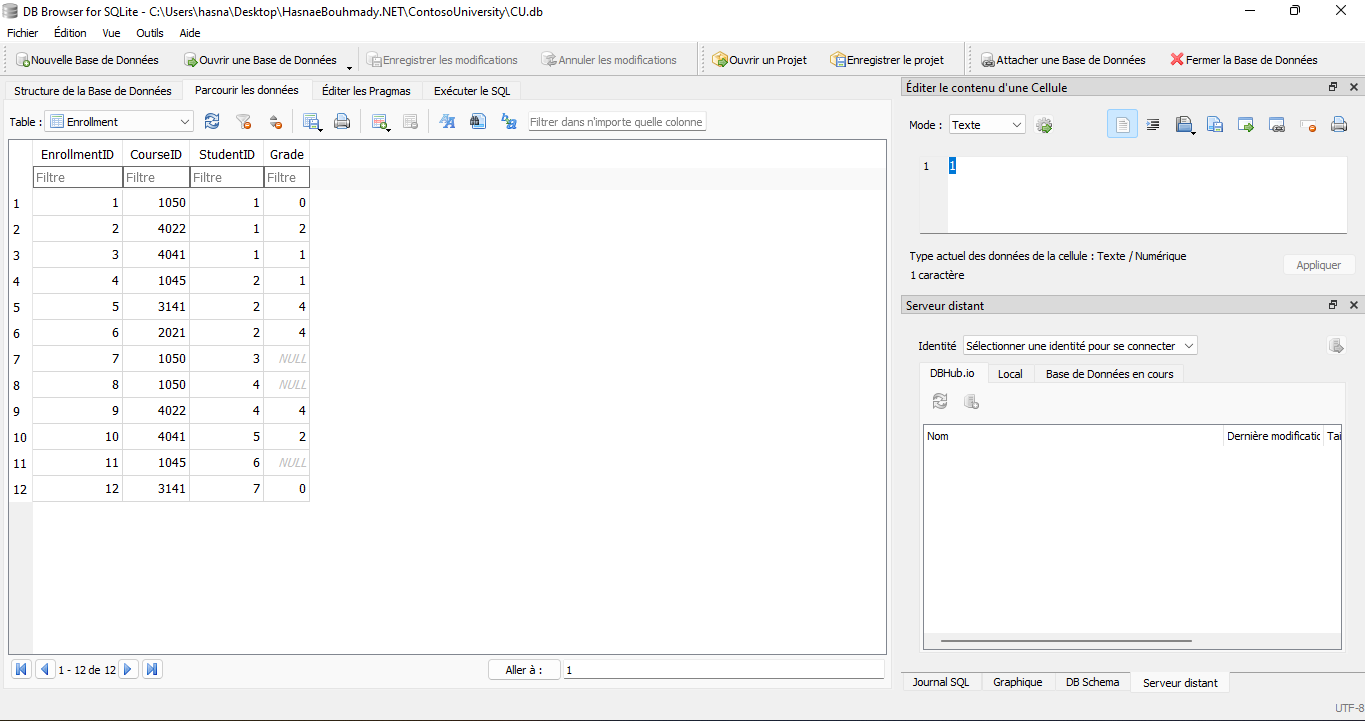 DB Browser for SQLite - C:\Users\hasna\Desktop\HasnaeBouhmady.NET\ContosoUniversity\CU.db
Fichier Édition Vue Outils Aide
Nouvelle Base de Données Ouvrir une Base de Données Enregistrer les modifications Annuler les modifications Ouvrir un Projet Enregistrer le projet Attacher une Base de Données Fermer la Base de Données
Structure de la Base de Données Parcourir les données Éditer les Pragmas Exécuter le SQL
Table : Enrollment Filtrer dans n'importe quelle colonne
EnrollmentID CourseID StudentID Grade
Filtre Filtre Filtre Filtre
1 1 1050 1 0
2 2 4022 1 2
3 3 4041 1 1
4 4 1045 2 1
5 5 3141 2 4
6 6 2021 2 4
7 7 1050 3 NULL
8 8 1050 4 NULL
9 9 4022 4 4
10 10 4041 5 2
11 11 1045 6 NULL
12 12 3141 7 0
1 - 12 de 12 Aller à : 1
Éditer le contenu d'une Cellule
Mode : Texte
1 1
Type actuel des données de la cellule : Texte / Numérique
1 caractère
Appliquer
Serveur distant
Identité Sélectionner une identité pour se connecter
DBHub.io Local Base de Données en cours
Nom Dernière modificatic Tai
Journal SQL Graphique DB Schema Serveur distant
UTF-8